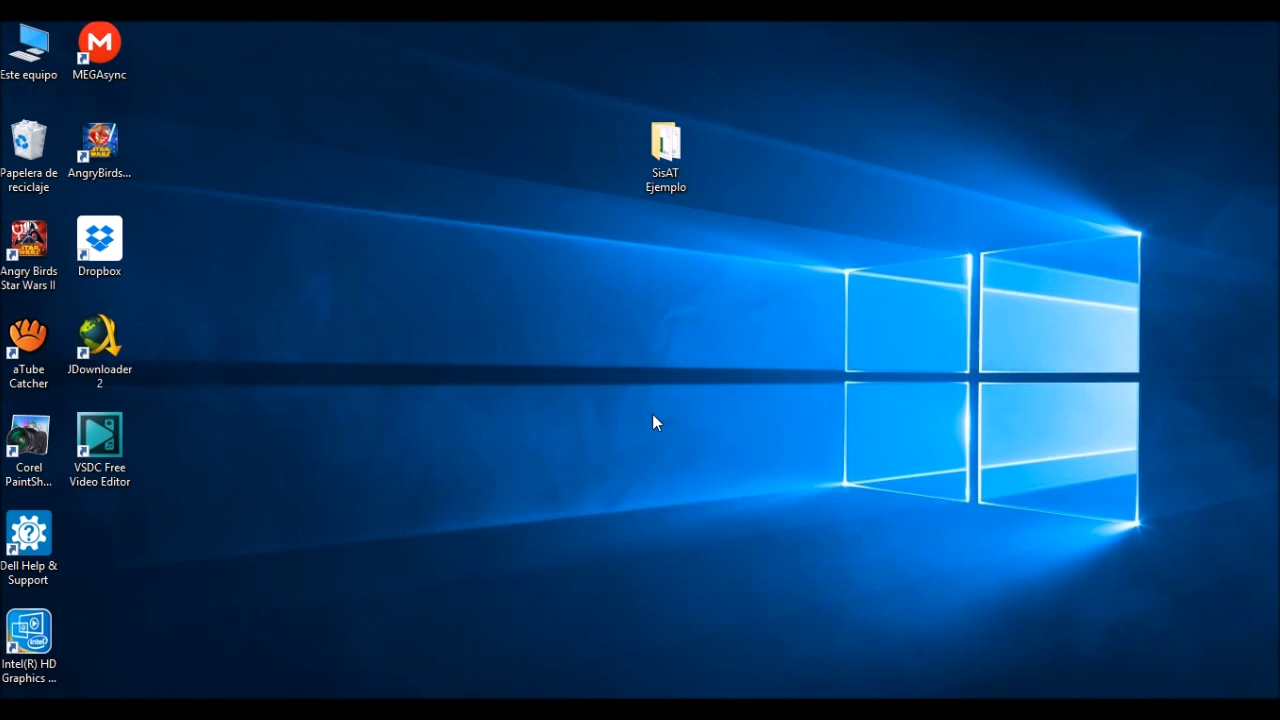 Este equipo
MEGAsync
Papelera de
reciclaje
AngryBirds...
SisAT
Ejemplo
Angry Birds
Star Wars II
Dropbox
aTube
Catcher
JDownloader
2
Corel
PaintSh...
VSDC Free
Video Editor
Dell Help &
Support
Intel(R) HD
Graphics ...